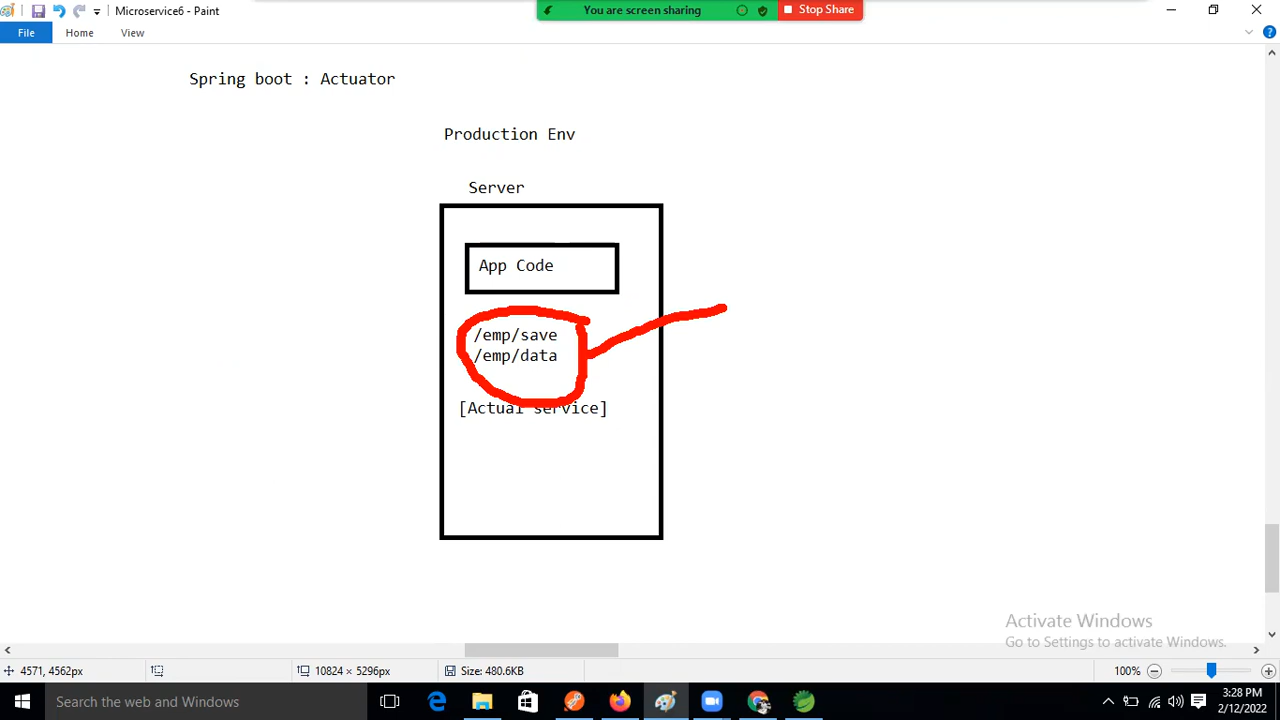 Microservice6 - Paint
You are screen sharing
Stop Share
File
Home
View
Spring boot : Actuator
Production Env
Server
App Code
/emp/save
/emp/data
[Actual service]
Activate Windows
Go to Settings to activate Windows.
4571, 4562px
10824 × 5296px
Size: 480.6KB
100%
Search the web and Windows
3:28 PM
2/12/2022